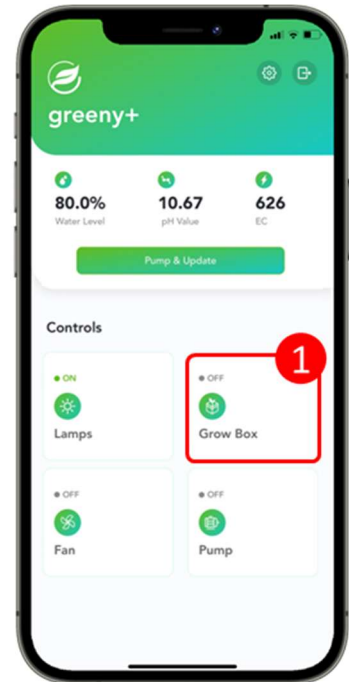 greeny+
80.0% 10.67 626
Water Level pH Value EC
Pump & Update
Controls
1
ON OFF
Lamps Grow Box
OFF OFF
Fan Pump